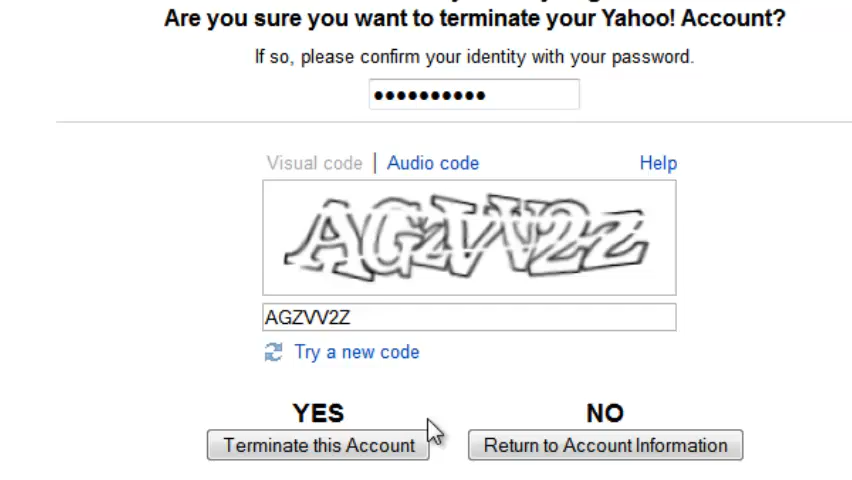 Are you sure you want to terminate your Yahoo! Account?
If so, please confirm your identity with your password.
••••••••••
Visual code | Audio code Help
AGZVV2Z
Try a new code
YES NO
Terminate this Account Return to Account Information